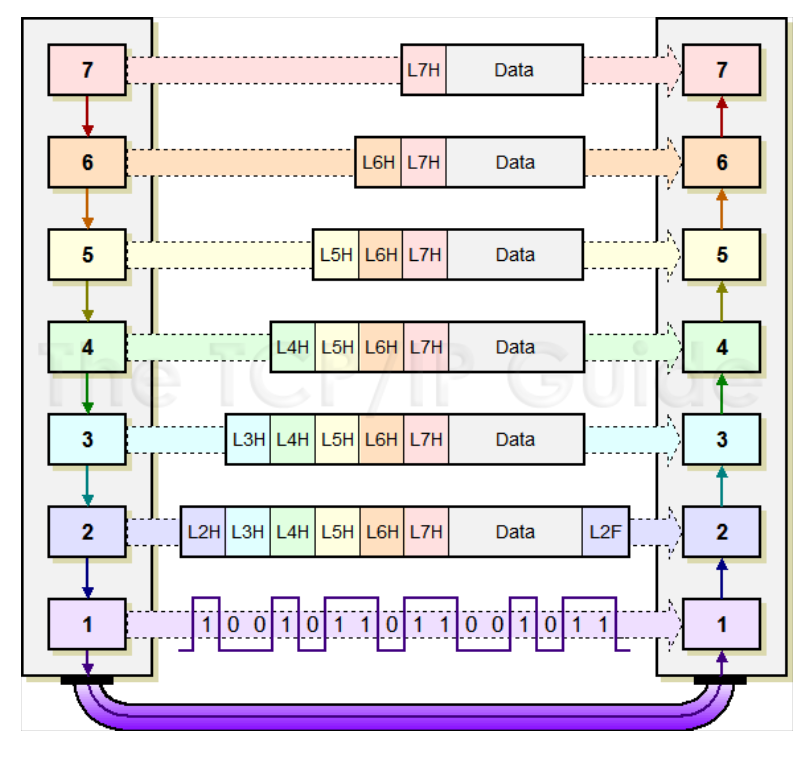 7 L7H Data 7
6 L6H L7H Data 6
5 L5H L6H L7H Data 5
4 L4H L5H L6H L7H Data 4
The TCP/IP Guide
3 L3H L4H L5H L6H L7H Data 3
2 L2H L3H L4H L5H L6H L7H Data L2F 2
1 1 0 0 1 0 1 1 0 1 1 0 0 1 0 1 1 1